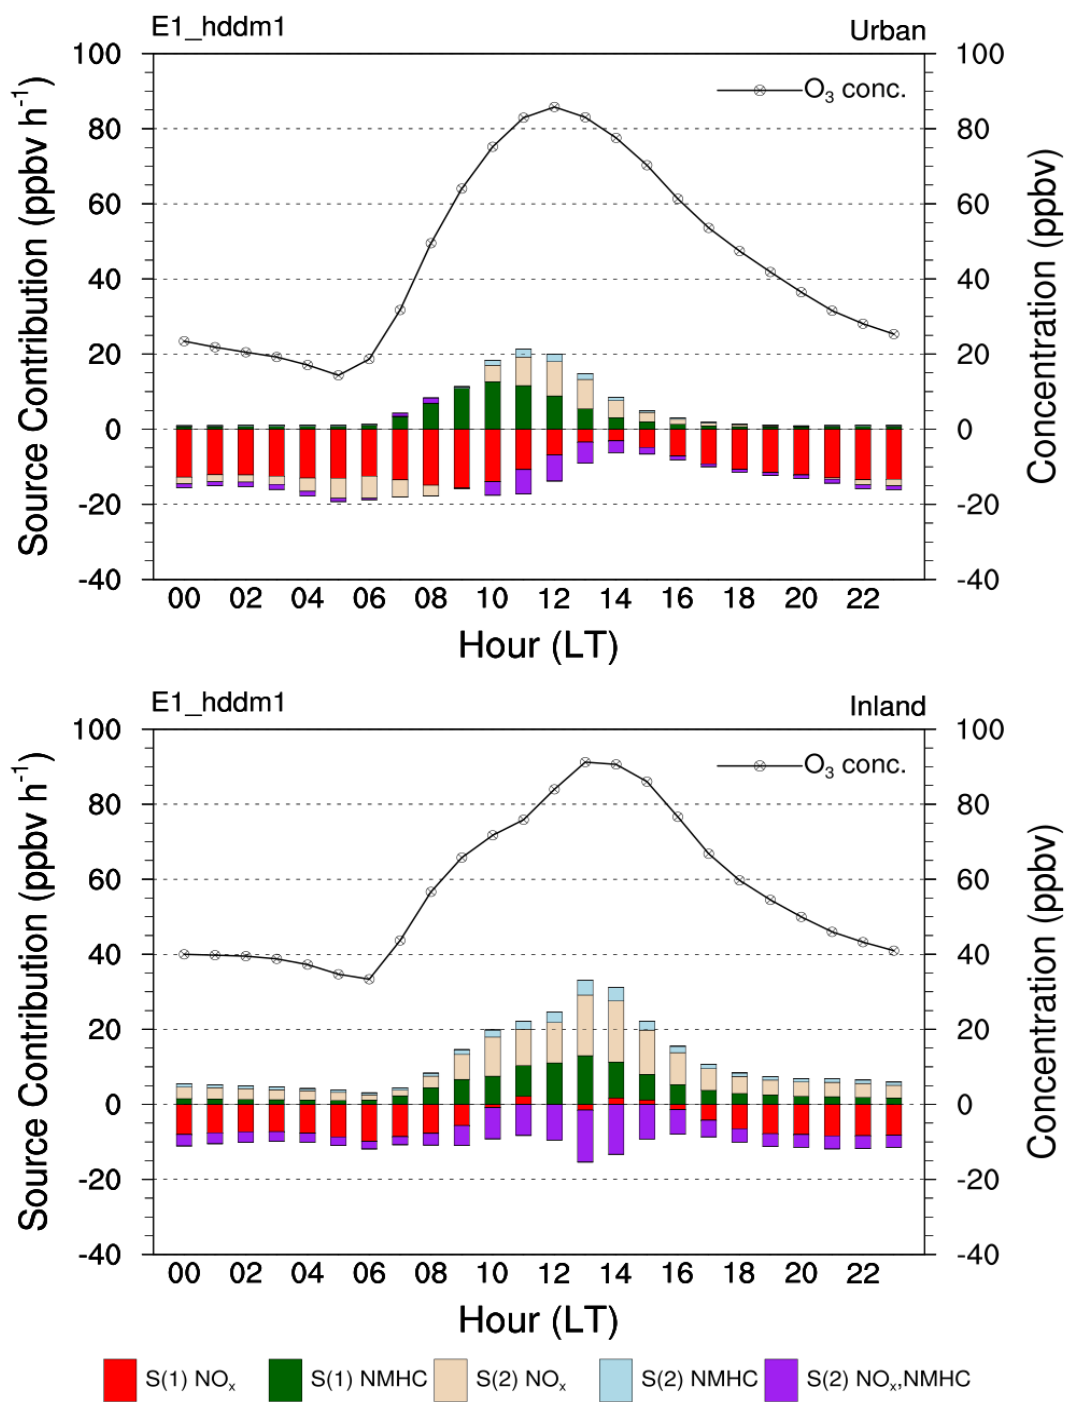 E1_hddm1 Urban
100 100
O₃ conc.
80 80
60 60
40 40
20 20
0 0
-20 -20
-40 -40
Source Contribution (ppbv h⁻¹)
Concentration (ppbv)
00 02 04 06 08 10 12 14 16 18 20 22
Hour (LT)
E1_hddm1 Inland
100 100
O₃ conc.
80 80
60 60
40 40
20 20
0 0
-20 -20
-40 -40
Source Contribution (ppbv h⁻¹)
Concentration (ppbv)
00 02 04 06 08 10 12 14 16 18 20 22
Hour (LT)
S(1) NOₓ S(1) NMHC S(2) NOₓ S(2) NMHC S(2) NOₓ,NMHC